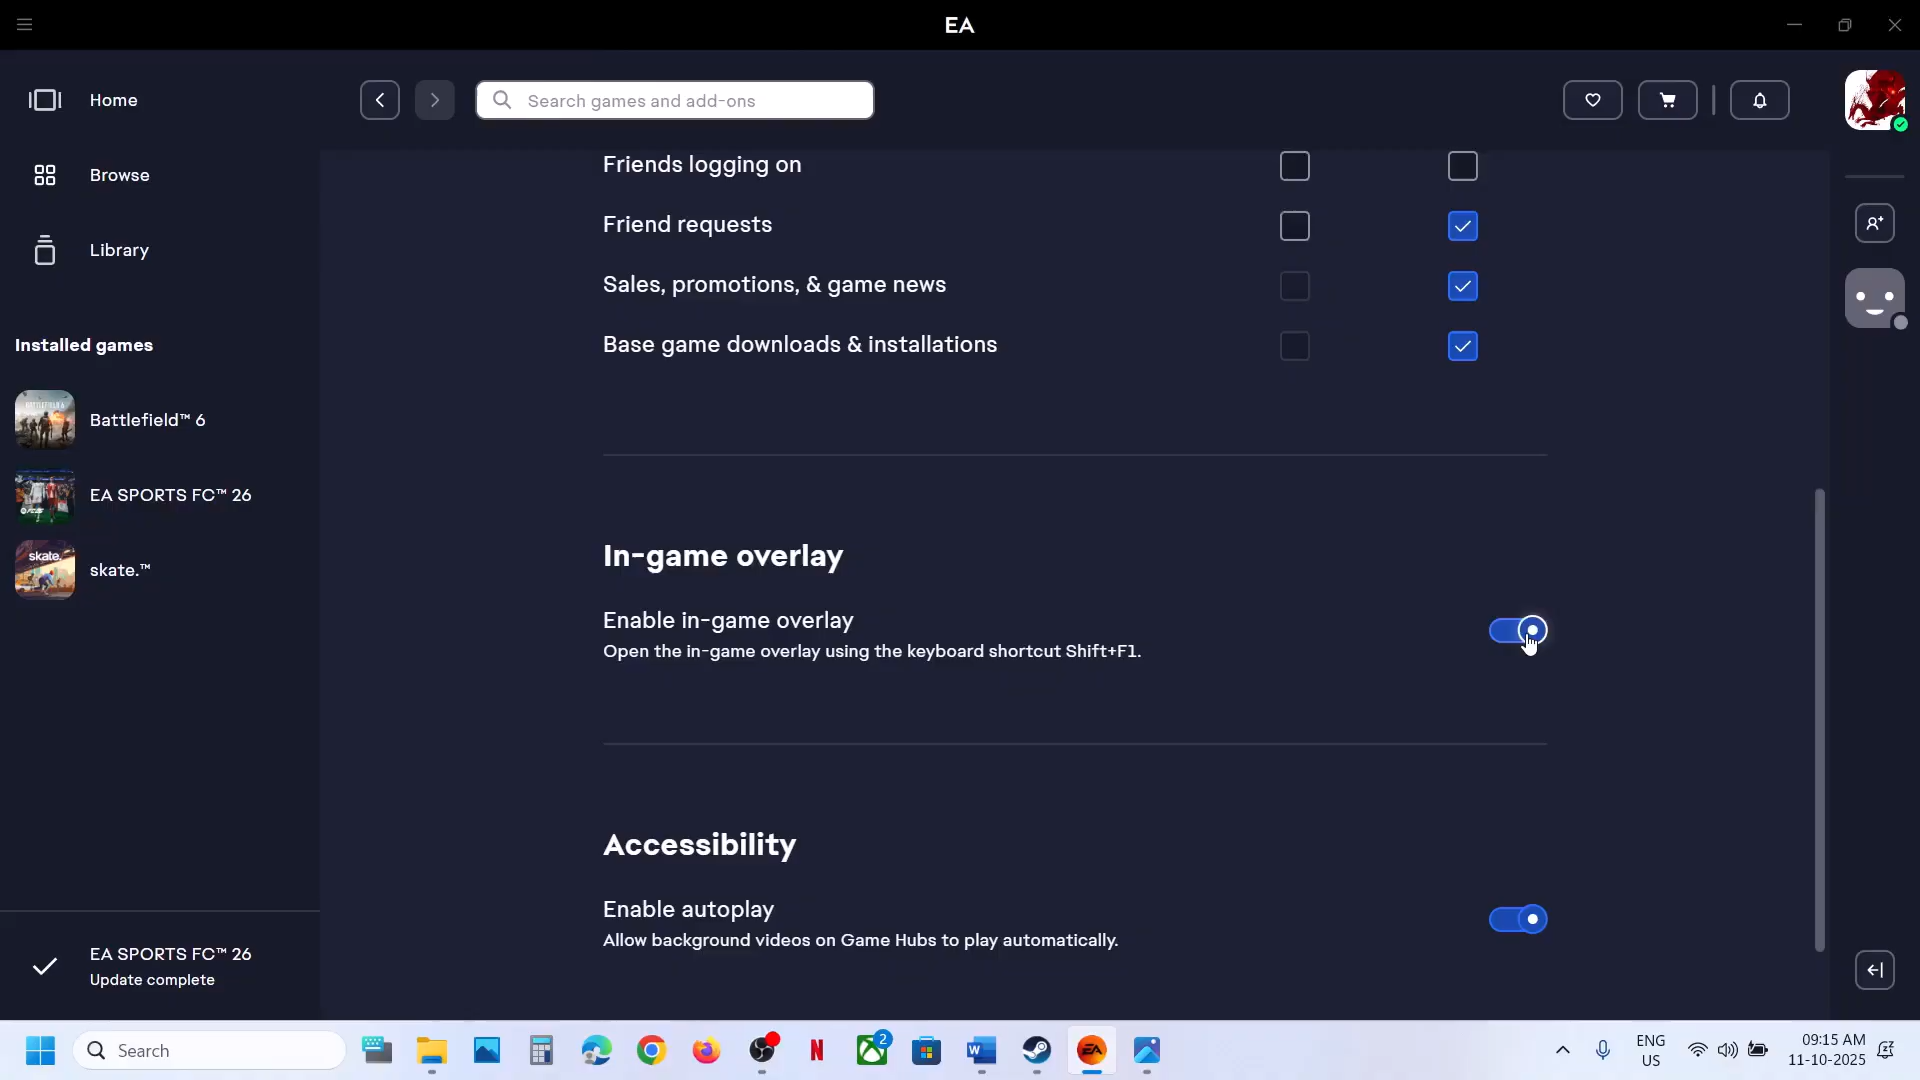 EA
Home
Search games and add-ons
Browse
Library
Installed games
Battlefield™ 6
EA SPORTS FC™ 26
skate.
skate.™
EA SPORTS FC™ 26
Update complete
Friends logging on
Friend requests
Sales, promotions, & game news
Base game downloads & installations
In-game overlay
Enable in-game overlay
Open the in-game overlay using the keyboard shortcut Shift+F1.
Accessibility
Enable autoplay
Allow background videos on Game Hubs to play automatically.
Search
N
2
W
EA
ENG
US
09:15 AM
11-10-2025